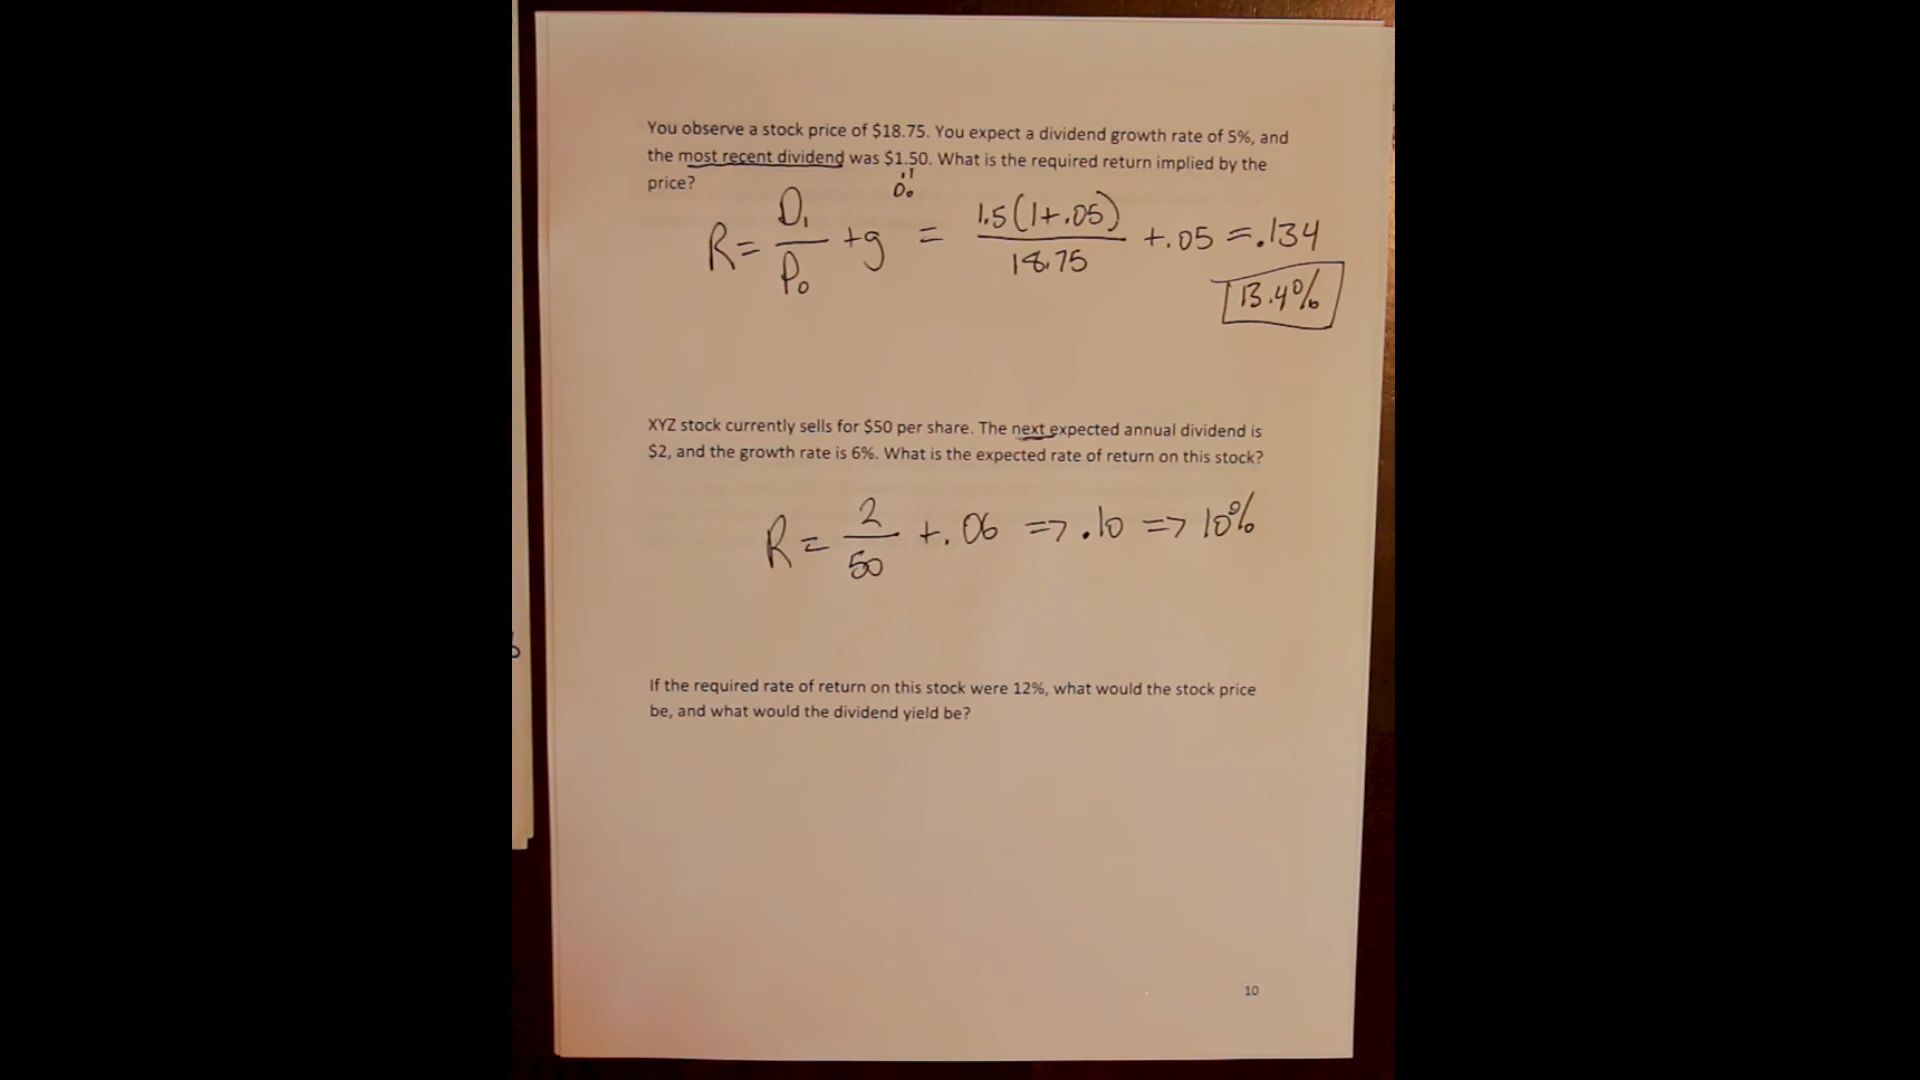 You observe a stock price of $18.75. You expect a dividend growth rate of 5%, and
the most recent dividend was $1.50. What is the required return implied by the
price?
D₀
R = D₁/P₀ + g = 1.5(1+.05)/18.75 + .05 = .134
13.4%
XYZ stock currently sells for $50 per share. The next expected annual dividend is
$2, and the growth rate is 6%. What is the expected rate of return on this stock?
R = 2/50 + .06 => .10 => 10%
If the required rate of return on this stock were 12%, what would the stock price
be, and what would the dividend yield be?
10